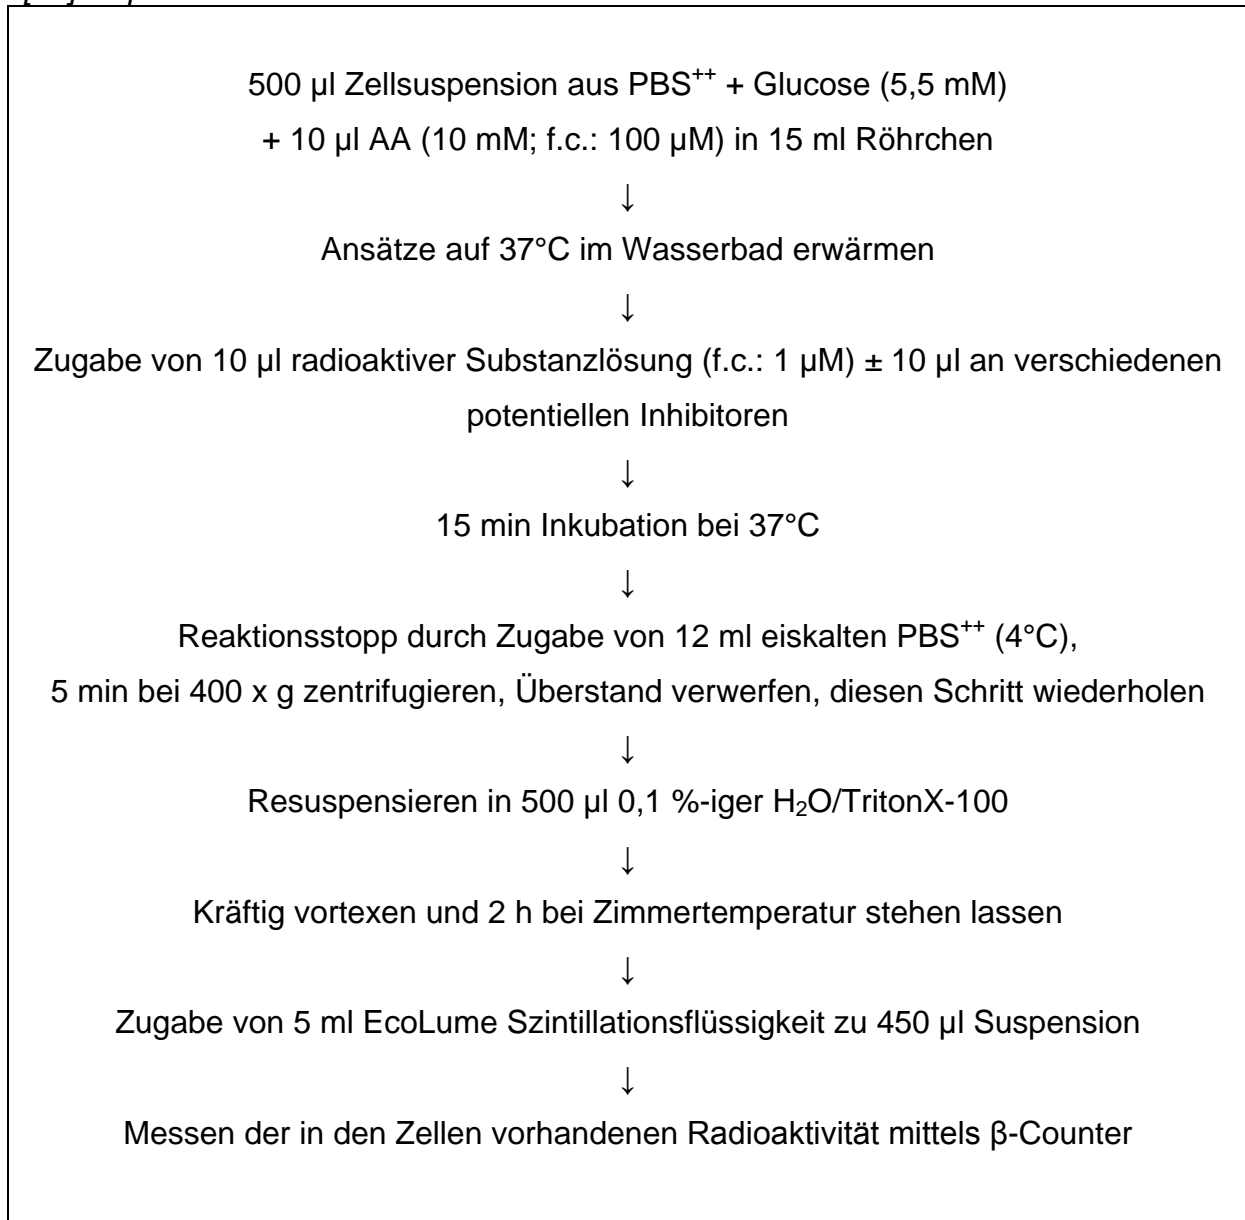 500 µl Zellsuspension aus PBS⁺⁺ + Glucose (5,5 mM)
+ 10 µl AA (10 mM; f.c.: 100 µM) in 15 ml Röhrchen
↓
Ansätze auf 37°C im Wasserbad erwärmen
↓
Zugabe von 10 µl radioaktiver Substanzlösung (f.c.: 1 µM) ± 10 µl an verschiedenen
potentiellen Inhibitoren
↓
15 min Inkubation bei 37°C
↓
Reaktionsstopp durch Zugabe von 12 ml eiskalten PBS⁺⁺ (4°C),
5 min bei 400 x g zentrifugieren, Überstand verwerfen, diesen Schritt wiederholen
↓
Resuspensieren in 500 µl 0,1 %-iger H₂O/TritonX-100
↓
Kräftig vortexen und 2 h bei Zimmertemperatur stehen lassen
↓
Zugabe von 5 ml EcoLume Szintillationsflüssigkeit zu 450 µl Suspension
↓
Messen der in den Zellen vorhandenen Radioaktivität mittels β-Counter